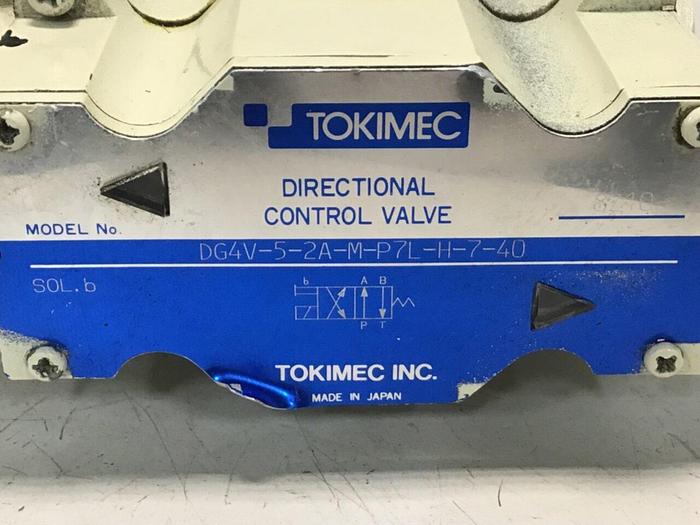 TOKIMEC
DIRECTIONAL
CONTROL VALVE
MODEL No.
DG4V-5-2A-M-P7L-H-7-40
SOL.b
b A B
P T
TOKIMEC INC.
MADE IN JAPAN